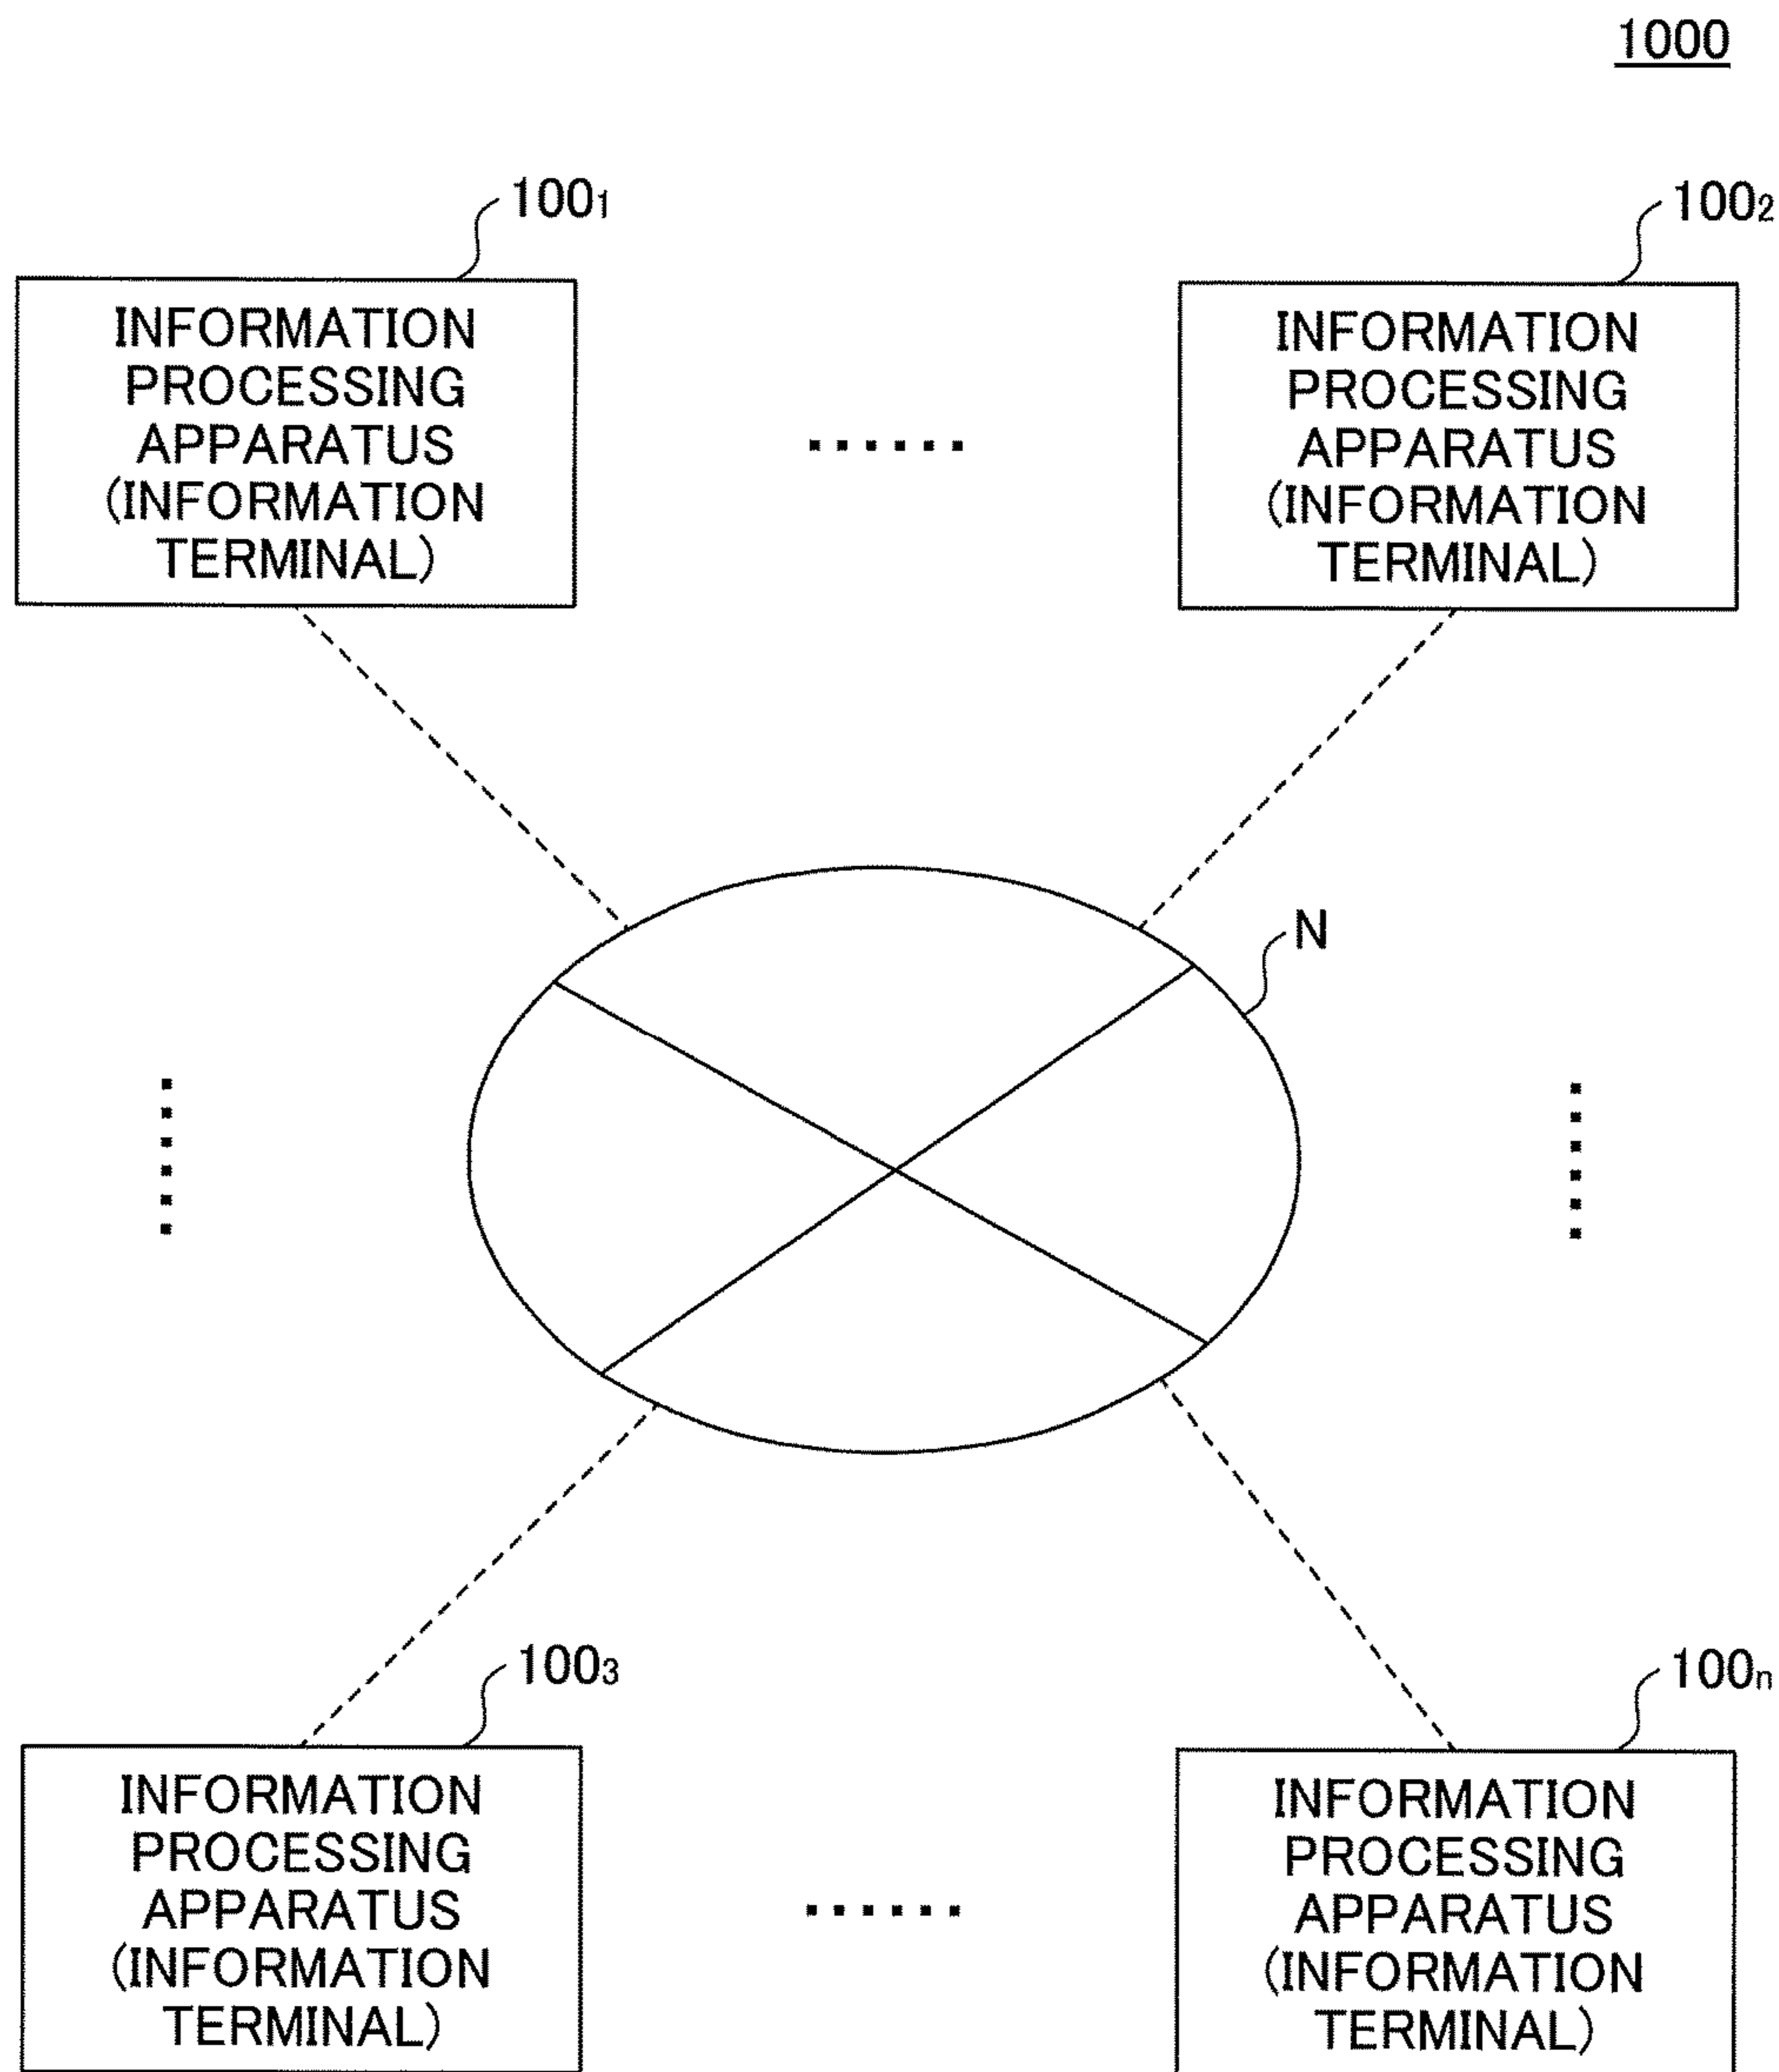 1000
100₁
INFORMATION
PROCESSING
APPARATUS
(INFORMATION
TERMINAL)
100₂
INFORMATION
PROCESSING
APPARATUS
(INFORMATION
TERMINAL)
N
100₃
INFORMATION
PROCESSING
APPARATUS
(INFORMATION
TERMINAL)
100ₙ
INFORMATION
PROCESSING
APPARATUS
(INFORMATION
TERMINAL)